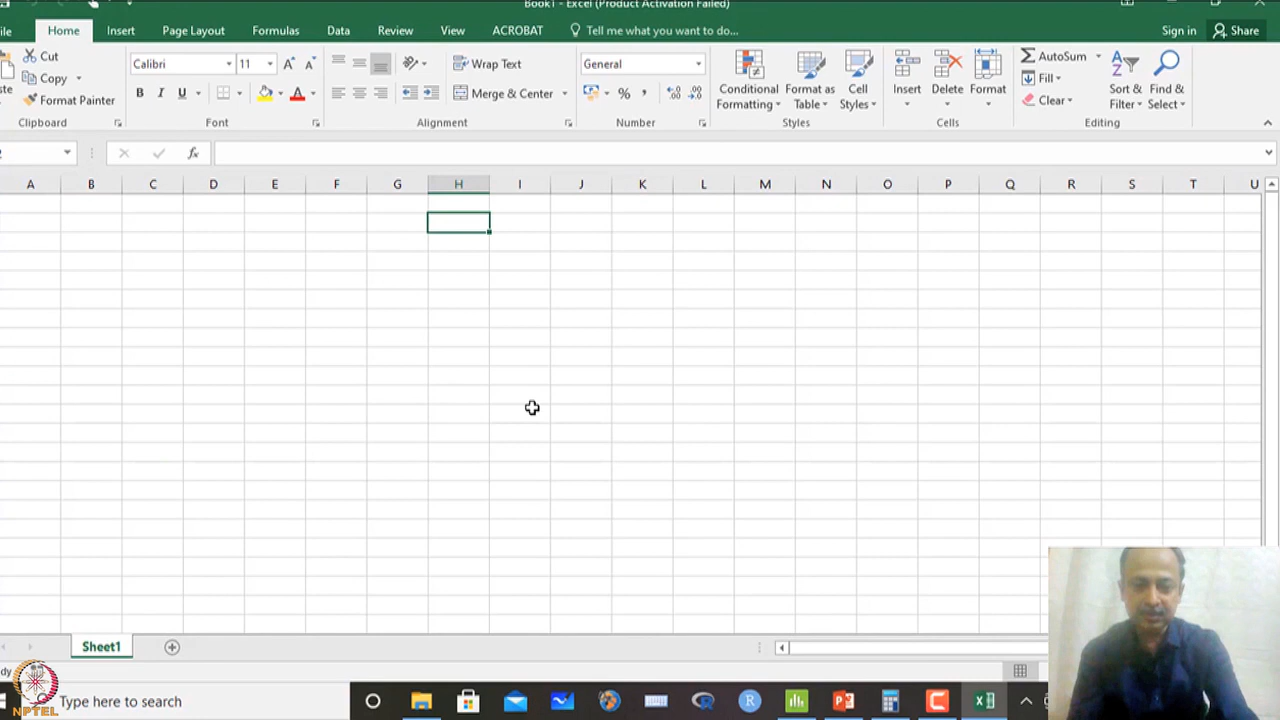 Book1 - Excel (Product Activation Failed)
Home Insert Page Layout Formulas Data Review View ACROBAT Tell me what you want to do... Sign in Share
Cut
Copy
Format Painter
Clipboard
Calibri 11
B I U
A A
Font
Wrap Text
Merge & Center
Alignment
General
%
Number
Conditional Formatting
Format as Table
Cell Styles
Styles
Insert Delete Format
Cells
AutoSum
Fill
Clear
Sort & Filter
Find & Select
Editing
fx
A B C D E F G H I J K L M N O P Q R S T U
Sheet1
NPTEL
Type here to search